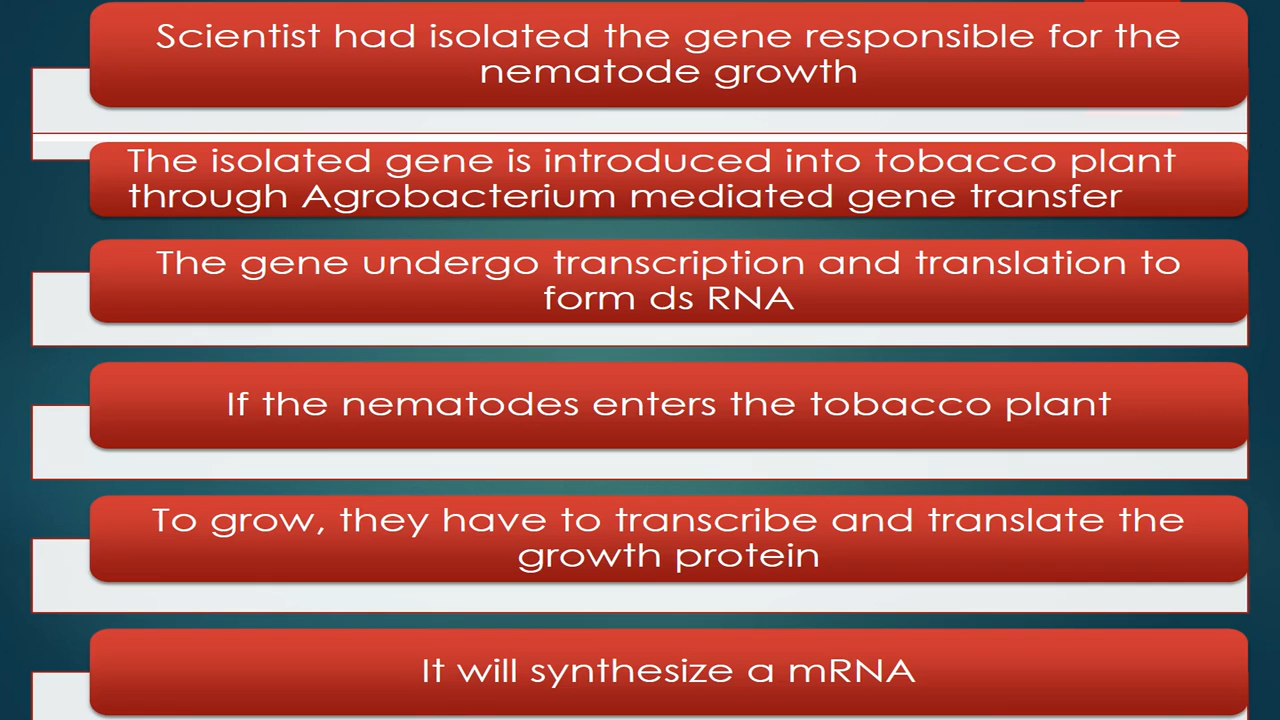 Scientist had isolated the gene responsible for the
nematode growth
The isolated gene is introduced into tobacco plant
through Agrobacterium mediated gene transfer
The gene undergo transcription and translation to
form ds RNA
If the nematodes enters the tobacco plant
To grow, they have to transcribe and translate the
growth protein
It will synthesize a mRNA